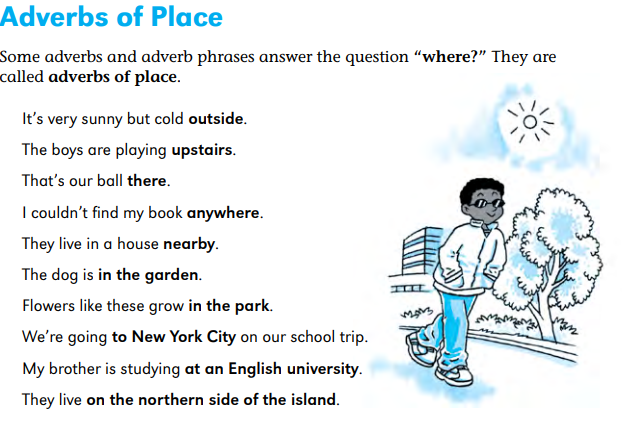 Adverbs of Place
Some adverbs and adverb phrases answer the question “where?” They are
called adverbs of place.
It’s very sunny but cold outside.
The boys are playing upstairs.
That’s our ball there.
I couldn’t find my book anywhere.
They live in a house nearby.
The dog is in the garden.
Flowers like these grow in the park.
We’re going to New York City on our school trip.
My brother is studying at an English university.
They live on the northern side of the island.